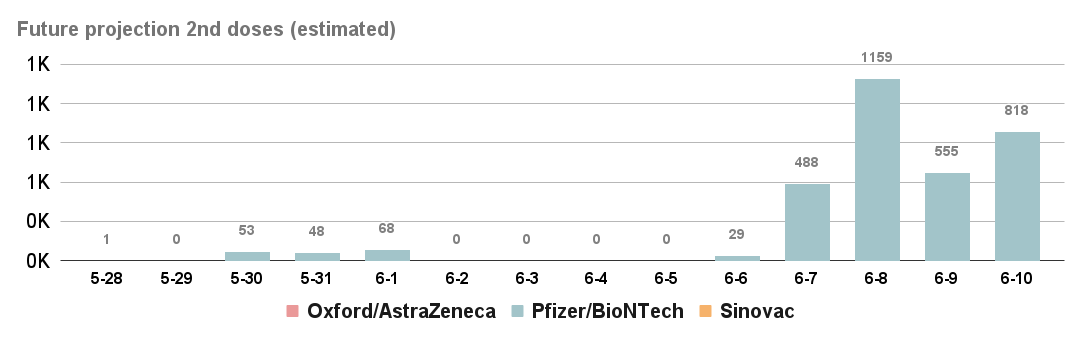 Future projection 2nd doses (estimated)
1K
1K
1K
1K
0K
0K
1
0
53
48
68
0
0
0
0
29
488
1159
555
818
5-28
5-29
5-30
5-31
6-1
6-2
6-3
6-4
6-5
6-6
6-7
6-8
6-9
6-10
Oxford/AstraZeneca
Pfizer/BioNTech
Sinovac